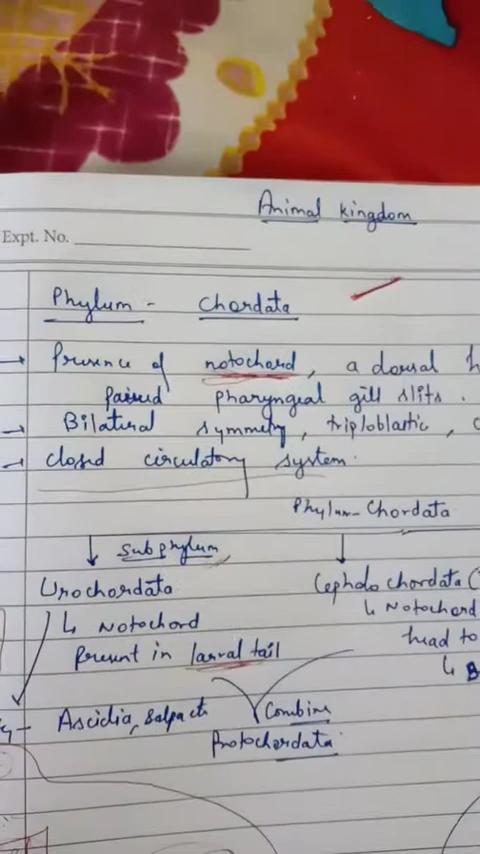 Animal kingdom
Expt. No.
Phylum - Chordata
→ Presence of notochord, a dorsal h
paired pharyngeal gill slits.
→ Bilateral symmetry, triploblastic, c
→ closed circulatory system.
Phylum-Chordata
Subphylum
Urochordata
Cepholochordata (
↳ Notochord
present in larval tail
↳ Notochord
head to
↳ B
Ascidia, Salpa etc
Combine
Protochordata